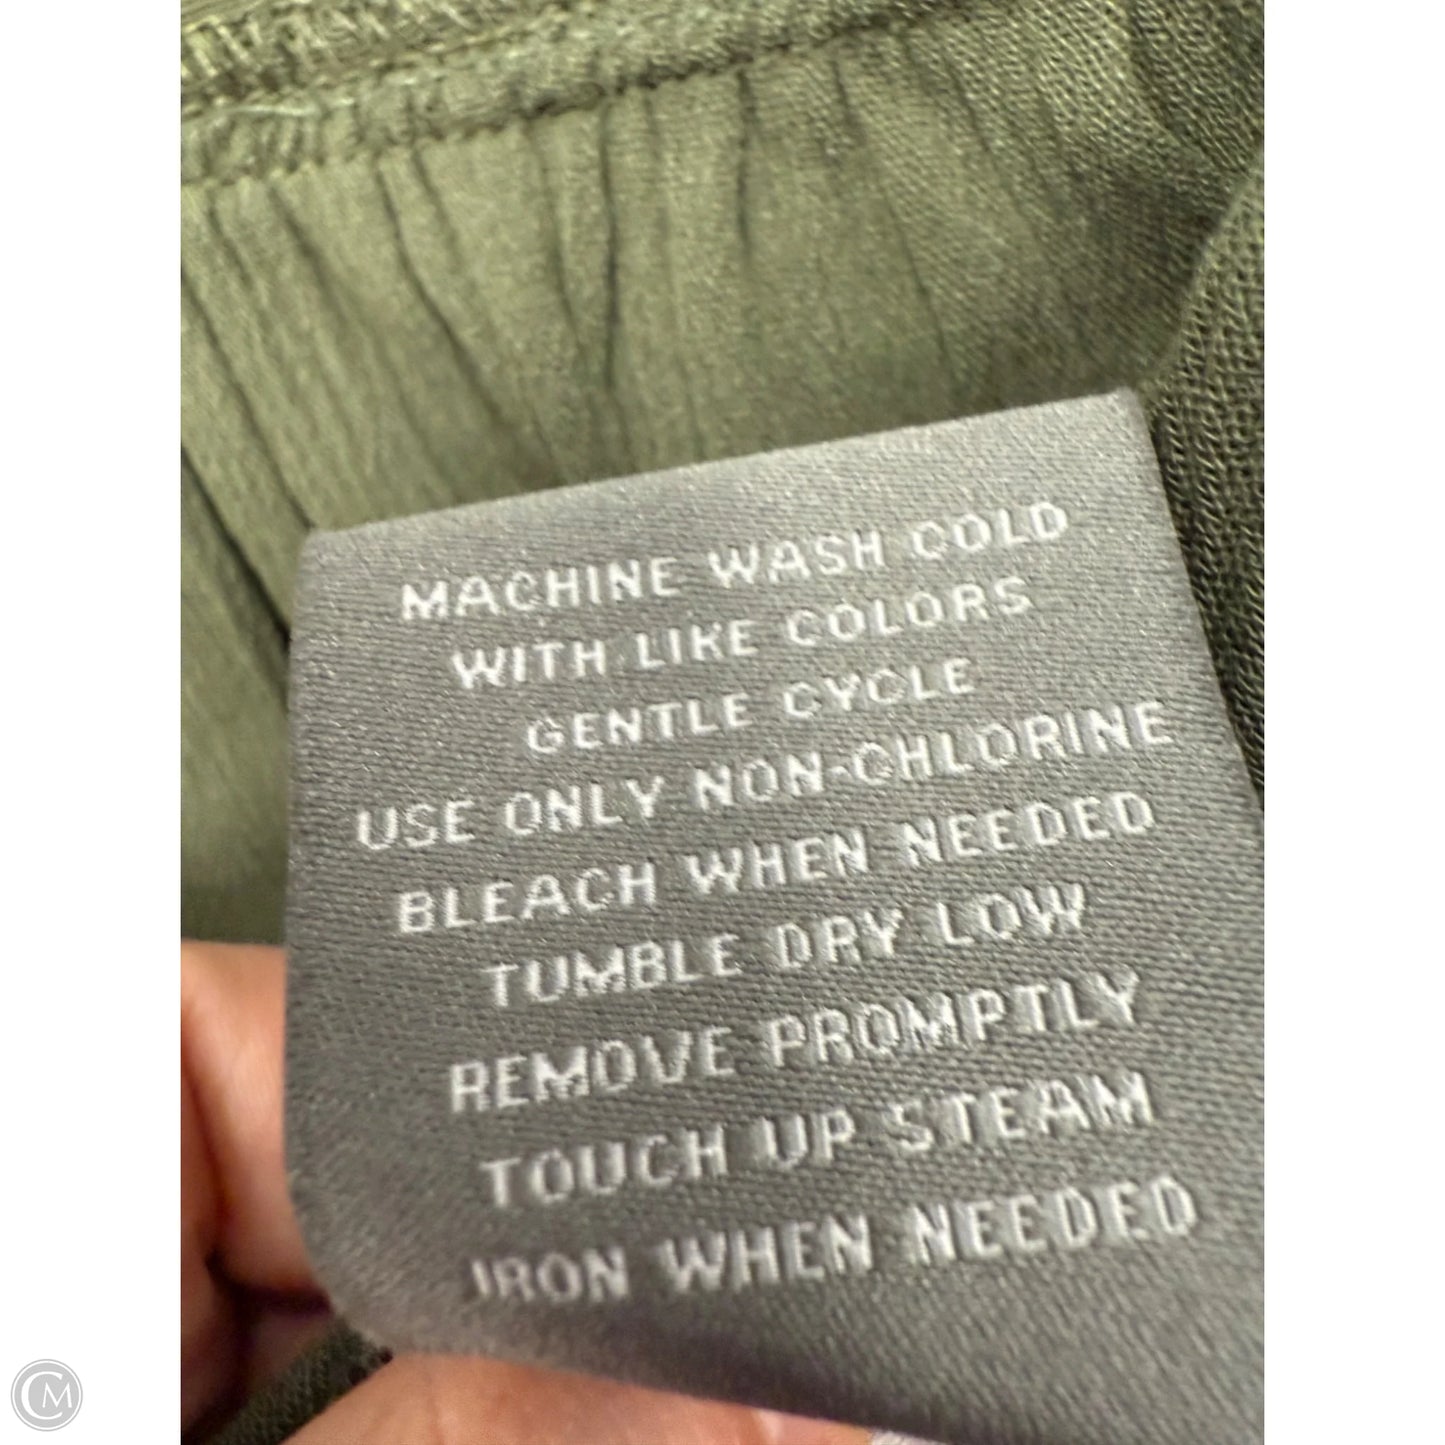 MACHINE WASH COLD
WITH LIKE COLORS
GENTLE CYCLE
USE ONLY NON-CHLORINE
BLEACH WHEN NEEDED
TUMBLE DRY LOW
REMOVE PROMPTLY
TOUCH UP STEAM
IRON WHEN NEEDED
CM